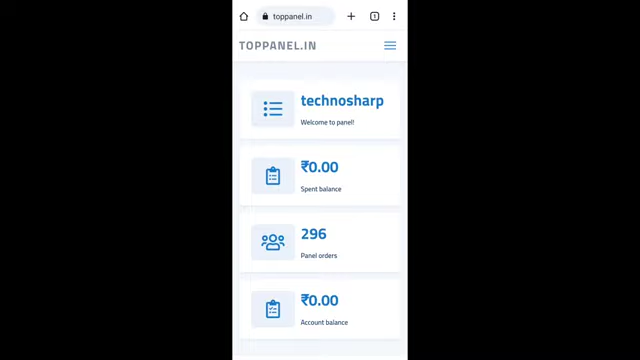 toppanel.in
1
TOPPANEL.IN
technosharp
Welcome to panel!
₹0.00
Spent balance
296
Panel orders
₹0.00
Account balance